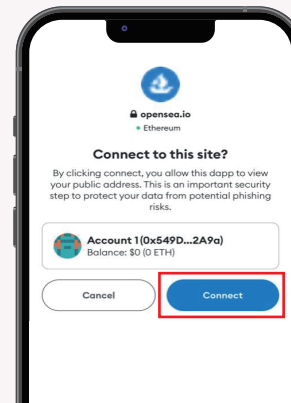 opensea.io
Ethereum
Connect to this site?
By clicking connect, you allow this dapp to view
your public address. This is an important security
step to protect your data from potential phishing
risks.
Account 1 (0x549D...2A9a)
Balance: $0 (0 ETH)
Cancel
Connect